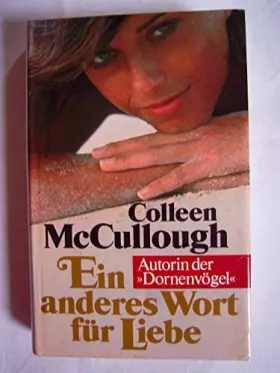 Colleen
McCullough
Autorin der
»Dornenvögel«
Ein
anderes Wort
für Liebe